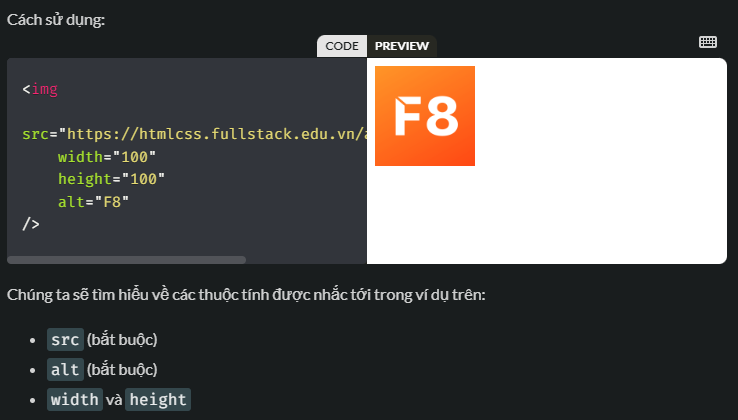 Cách sử dụng:
CODE PREVIEW
<img
F8
src="https://htmlcss.fullstack.edu.vn/a
width="100"
height="100"
alt="F8"
/>
Chúng ta sẽ tìm hiểu về các thuộc tính được nhắc tới trong ví dụ trên:
• src (bắt buộc)
• alt (bắt buộc)
• width và height